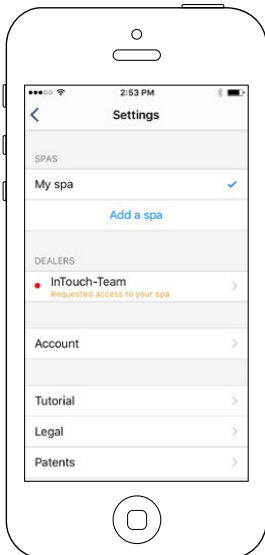 2:53 PM
Settings
SPAS
My spa
Add a spa
DEALERS
InTouch-Team
Requested access to your spa
Account
Tutorial
Legal
Patents